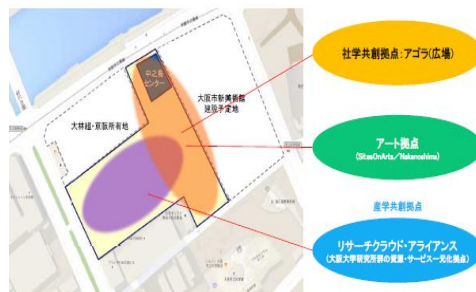 中之島
センター
大阪市新美術館
建設予定地
大林組・京阪所有地
社学共創拠点:アゴラ(広場)
アート拠点
(SitesOnArts/Nakanoshima)
産学共創拠点
リサーチクラウド・アライアンス
(大阪大学研究所群の資源・サービス一元化拠点)